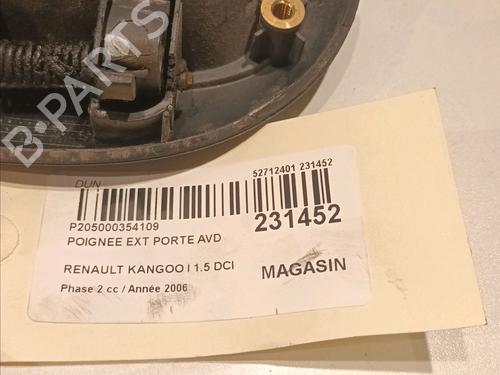 B-PARTS
52712401 231452
DUN
P205000354109
231452
POIGNEE EXT PORTE AVD
RENAULT KANGOO I 1.5 DCI
MAGASIN
Phase 2 cc / Année 2006